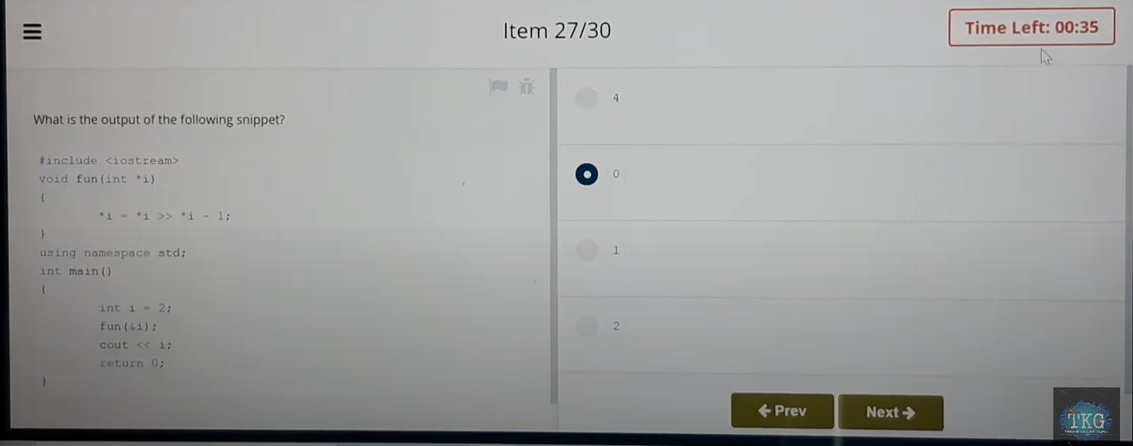 Item 27/30
Time Left: 00:35
What is the output of the following snippet?
#include <iostream>
void fun(int *i)
{
*i = *i >> *i - 1;
}
using namespace std;
int main()
{
int i = 2;
fun(&i);
cout << i;
return 0;
}
4
0
1
2
Prev
Next
TKG